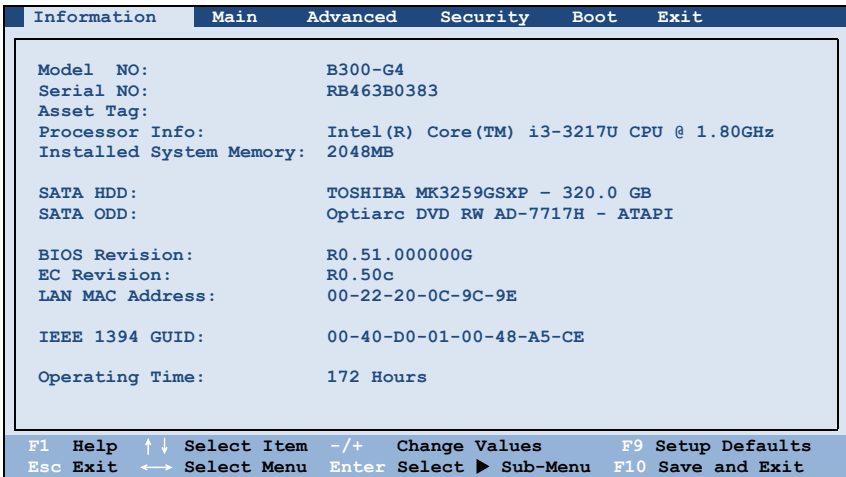 Information Main Advanced Security Boot Exit
Model NO: B300-G4
Serial NO: RB463B0383
Asset Tag:
Processor Info: Intel(R) Core(TM) i3-3217U CPU @ 1.80GHz
Installed System Memory: 2048MB
SATA HDD: TOSHIBA MK3259GSXP – 320.0 GB
SATA ODD: Optiarc DVD RW AD-7717H - ATAPI
BIOS Revision: R0.51.000000G
EC Revision: R0.50c
LAN MAC Address: 00-22-20-0C-9C-9E
IEEE 1394 GUID: 00-40-D0-01-00-48-A5-CE
Operating Time: 172 Hours
F1 Help ↑↓ Select Item -/+ Change Values F9 Setup Defaults
Esc Exit ←→ Select Menu Enter Select ▶ Sub-Menu F10 Save and Exit